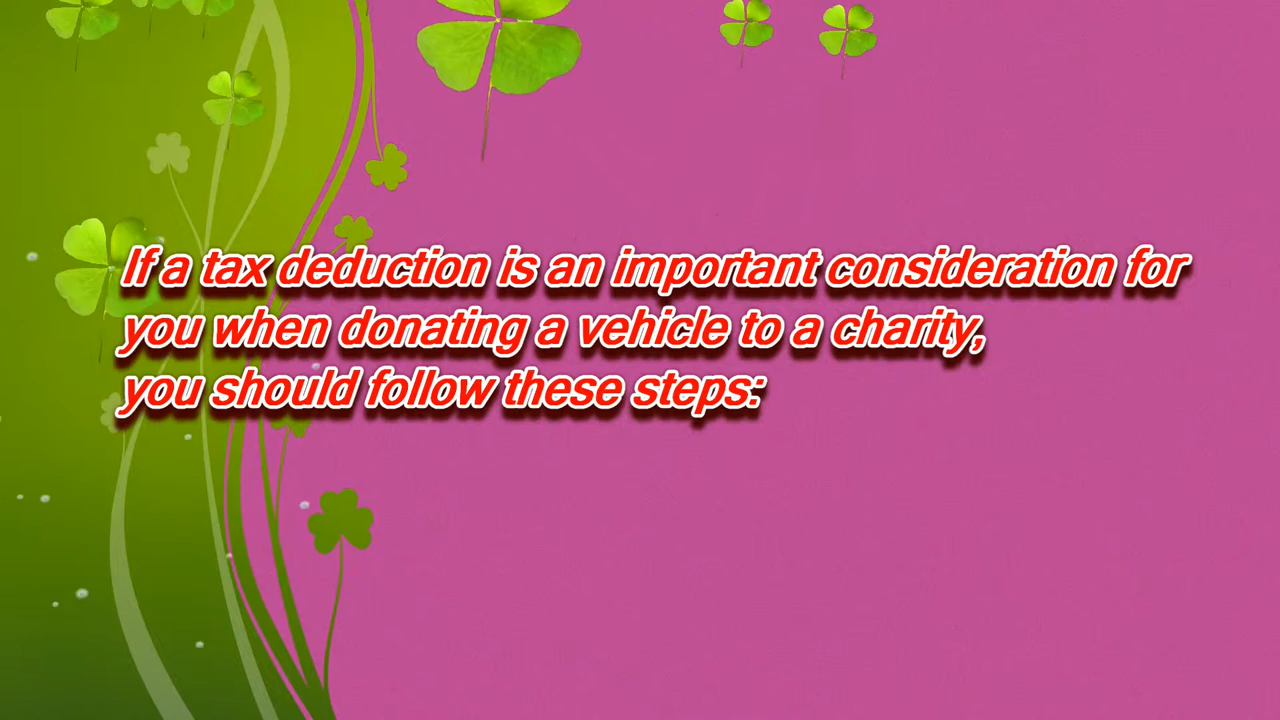 If a tax deduction is an important consideration for
you when donating a vehicle to a charity,
you should follow these steps: